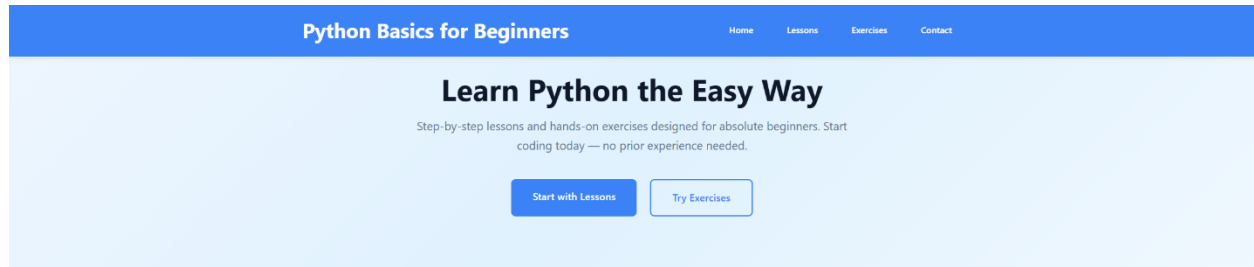 Python Basics for Beginners
Home Lessons Exercises Contact
Learn Python the Easy Way
Step-by-step lessons and hands-on exercises designed for absolute beginners. Start
coding today — no prior experience needed.
Start with Lessons
Try Exercises